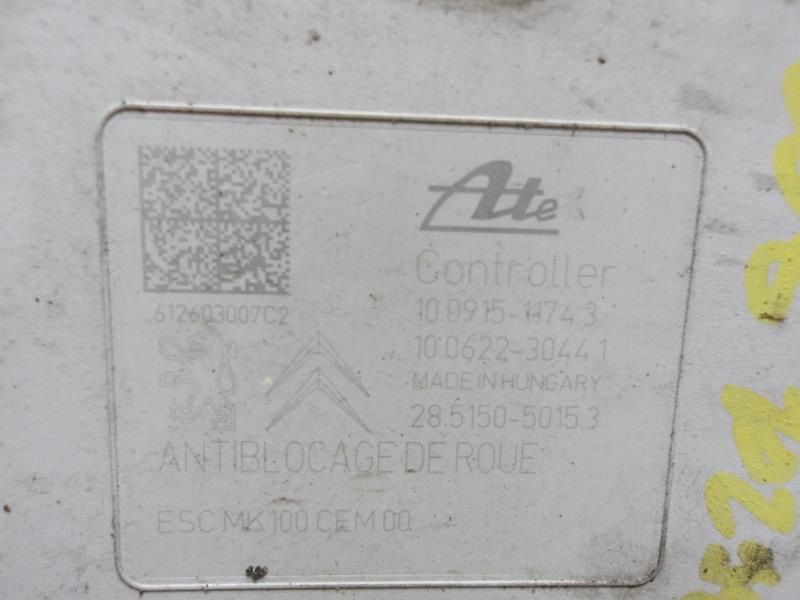 Ate
Controller
612603007C2
10.0915-1174.3
10.0622-3044.1
MADE IN HUNGARY
28.5150-5015.3
ANTIBLOCAGE DE ROUE
ESC MK100 CEM 00